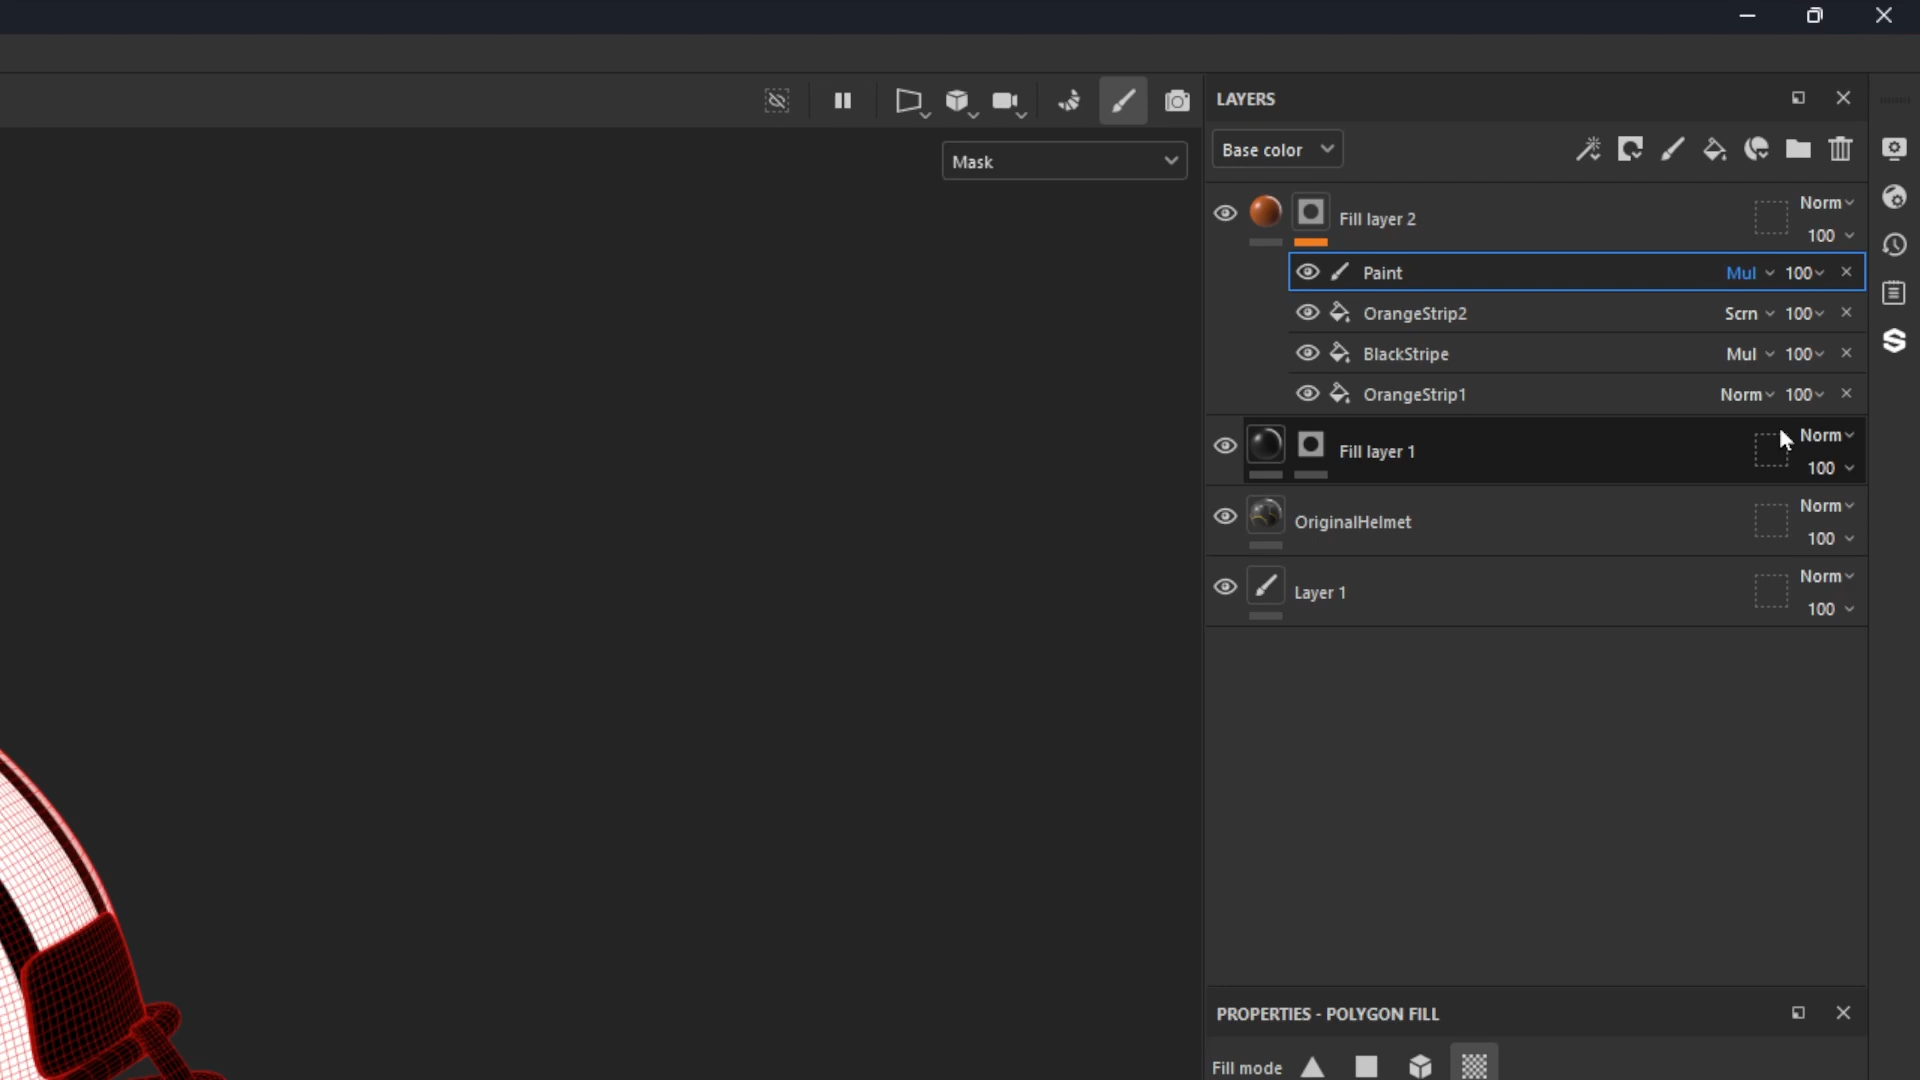 LAYERS
Base color
Mask
Fill layer 2
Norm
100
Paint
Mul
100
OrangeStrip2
Scrn
100
BlackStripe
Mul
100
OrangeStrip1
Norm
100
Fill layer 1
Norm
100
OriginalHelmet
Norm
100
Layer 1
Norm
100
PROPERTIES - POLYGON FILL
Fill mode